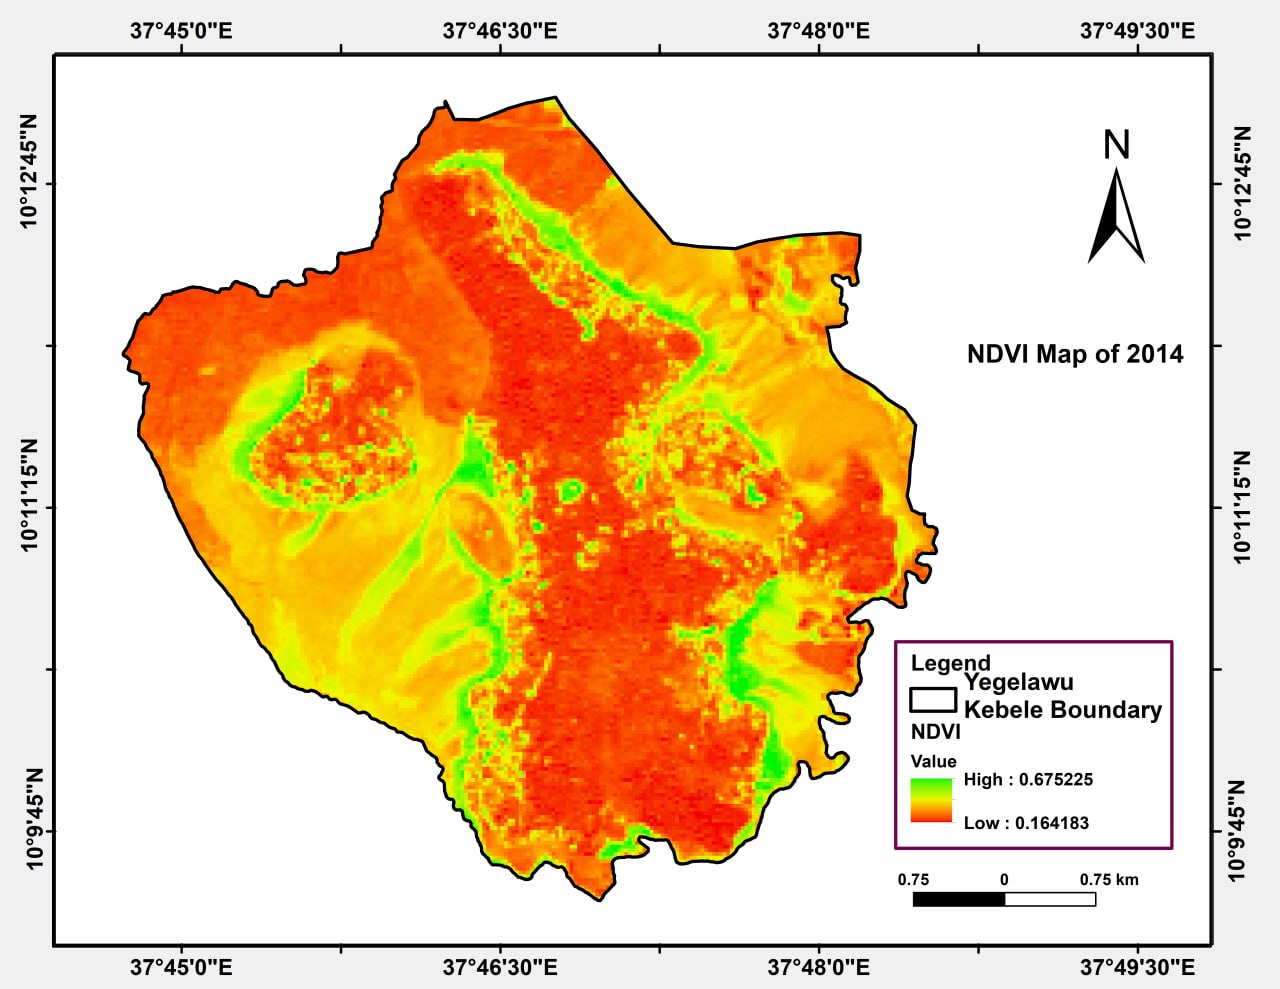 37°45'0"E 37°46'30"E 37°48'0"E 37°49'30"E
10°12'45"N
10°12'45"N
N
NDVI Map of 2014
10°11'15"N
10°11'15"N
Legend
Yegelawu
Kebele Boundary
NDVI
Value
High : 0.675225
Low : 0.164183
10°9'45"N
10°9'45"N
0.75 0 0.75 km
37°45'0"E 37°46'30"E 37°48'0"E 37°49'30"E